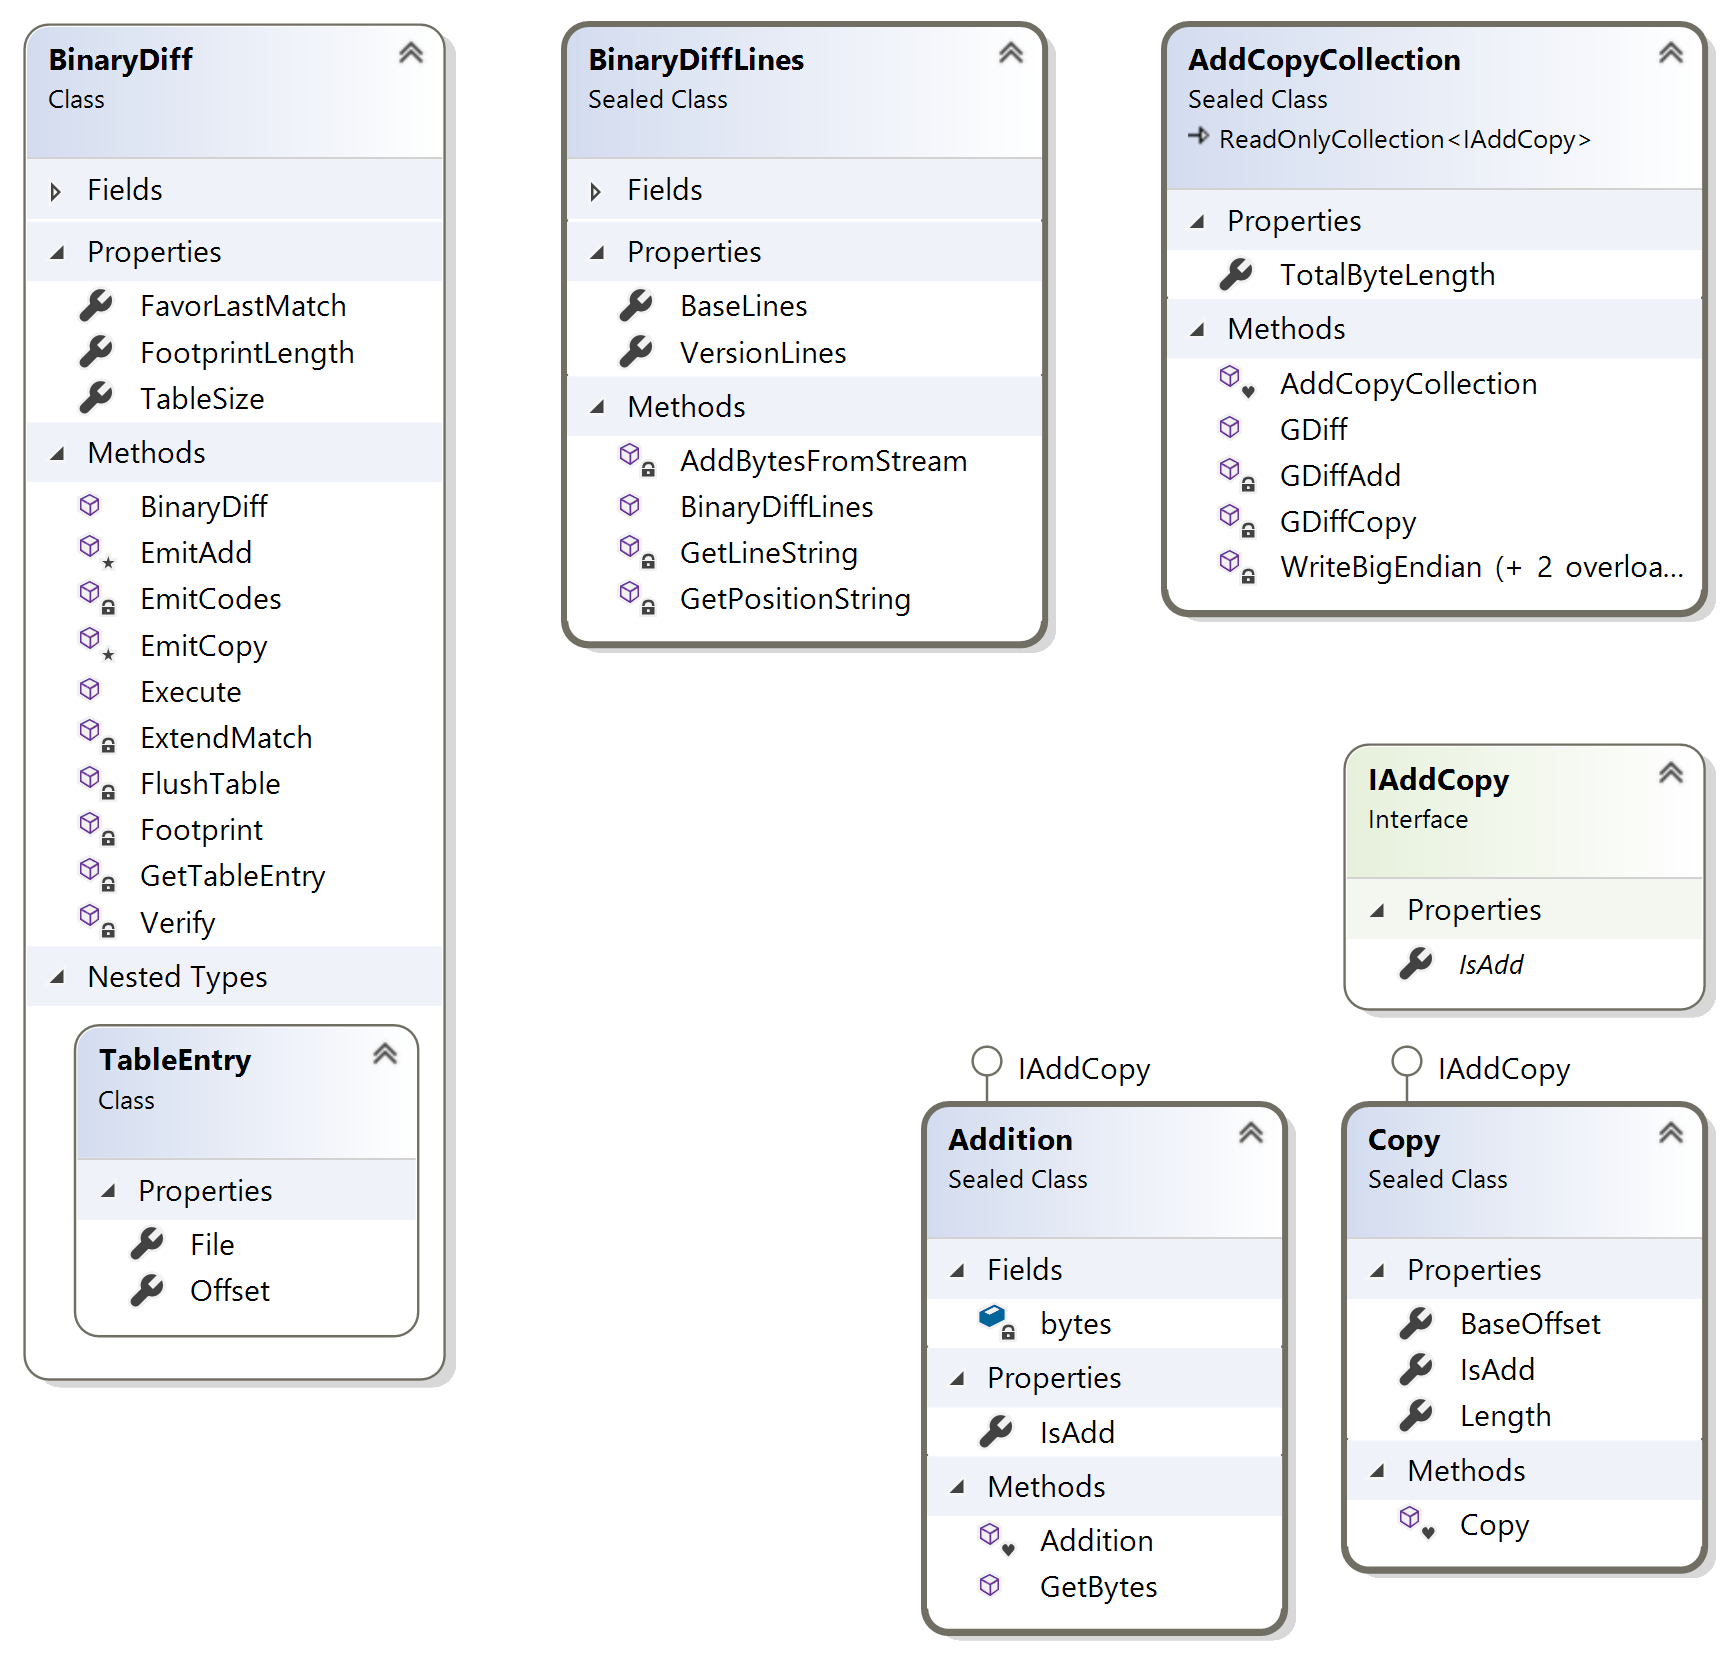 BinaryDiff
Class
Fields
Properties
FavorLastMatch
FootprintLength
TableSize
Methods
BinaryDiff
EmitAdd
EmitCodes
EmitCopy
Execute
ExtendMatch
FlushTable
Footprint
GetTableEntry
Verify
Nested Types
TableEntry
Class
Properties
File
Offset
BinaryDiffLines
Sealed Class
Fields
Properties
BaseLines
VersionLines
Methods
AddBytesFromStream
BinaryDiffLines
GetLineString
GetPositionString
AddCopyCollection
Sealed Class
ReadOnlyCollection<IAddCopy>
Properties
TotalByteLength
Methods
AddCopyCollection
GDiff
GDiffAdd
GDiffCopy
WriteBigEndian (+ 2 overloa...
IAddCopy
Interface
Properties
IsAdd
IAddCopy
Addition
Sealed Class
Fields
bytes
Properties
IsAdd
Methods
Addition
GetBytes
IAddCopy
Copy
Sealed Class
Properties
BaseOffset
IsAdd
Length
Methods
Copy